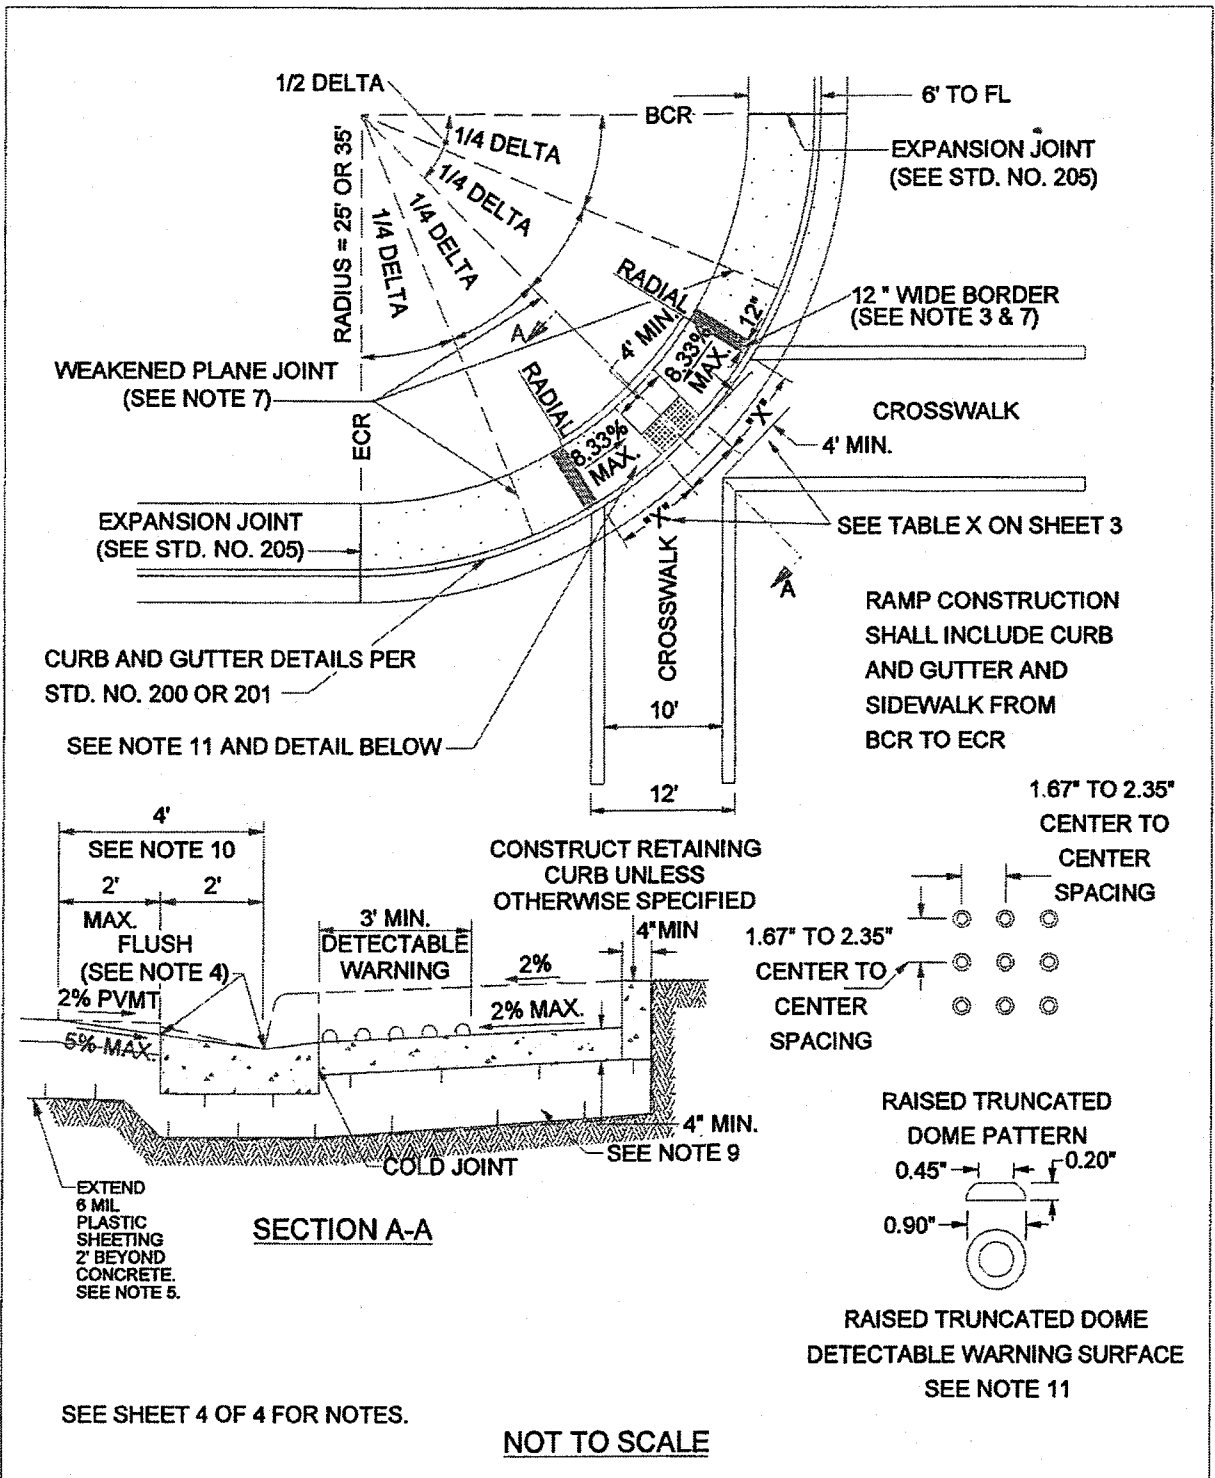 1/2 DELTA
BCR
6' TO FL
EXPANSION JOINT
(SEE STD. NO. 205)
1/4 DELTA
1/4 DELTA
1/4 DELTA
1/4 DELTA
RADIUS = 25' OR 35'
RADIAL
12"
12 " WIDE BORDER
(SEE NOTE 3 & 7)
A
4' MIN.
8.33%
MAX.
WEAKENED PLANE JOINT
(SEE NOTE 7)
RADIAL
ECR
8.33%
MAX.
"X"
CROSSWALK
4' MIN.
EXPANSION JOINT
(SEE STD. NO. 205)
"X"
SEE TABLE X ON SHEET 3
CROSSWALK
A
RAMP CONSTRUCTION
SHALL INCLUDE CURB
AND GUTTER AND
SIDEWALK FROM
BCR TO ECR
CURB AND GUTTER DETAILS PER
STD. NO. 200 OR 201
SEE NOTE 11 AND DETAIL BELOW
10'
12'
4'
SEE NOTE 10
2'
2'
MAX.
FLUSH
(SEE NOTE 4)
2% PVMT
5% MAX.
3' MIN.
DETECTABLE
WARNING
CONSTRUCT RETAINING
CURB UNLESS
OTHERWISE SPECIFIED
4" MIN
2%
2% MAX.
4" MIN.
SEE NOTE 9
COLD JOINT
EXTEND
6 MIL
PLASTIC
SHEETING
2' BEYOND
CONCRETE.
SEE NOTE 5.
SECTION A-A
1.67" TO 2.35"
CENTER TO
CENTER
SPACING
1.67" TO 2.35"
CENTER TO
CENTER
SPACING
RAISED TRUNCATED
DOME PATTERN
0.45"
0.20"
0.90"
RAISED TRUNCATED DOME
DETECTABLE WARNING SURFACE
SEE NOTE 11
SEE SHEET 4 OF 4 FOR NOTES.
NOT TO SCALE